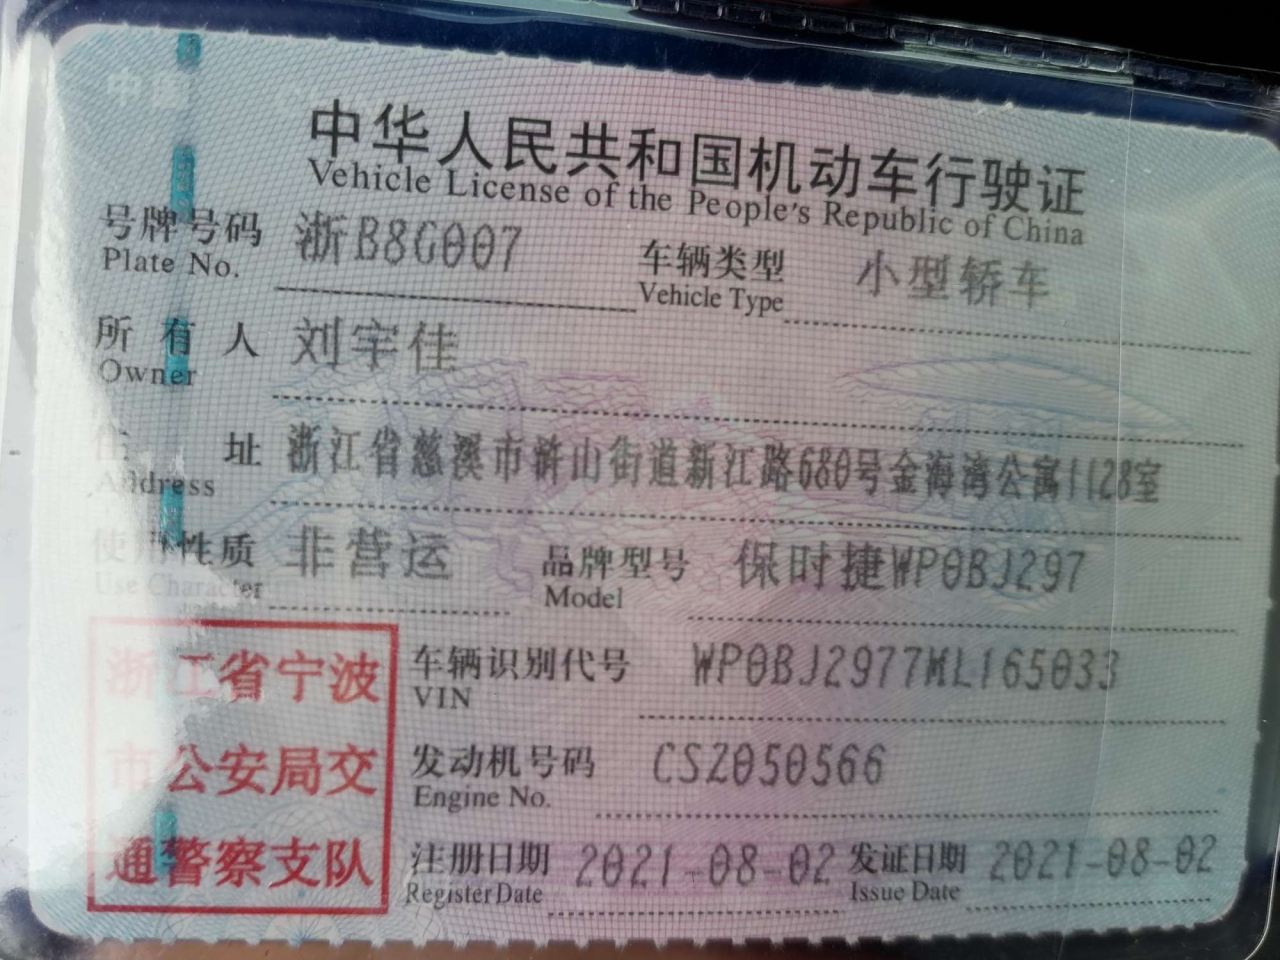 中华人民共和国机动车行驶证
Vehicle License of the People's Republic of China
号牌号码 浙B8G007 车辆类型 小型轿车
Plate No. Vehicle Type
所有人 刘宇佳
Owner
住址 浙江省慈溪市浒山街道新江路680号金海湾公寓1128室
Address
使用性质 非营运 品牌型号 保时捷WP0BJ297
Use Character Model
车辆识别代号 WP0BJ2977ML165033
VIN
发动机号码 CSZ050566
Engine No.
注册日期 2021-08-02 发证日期 2021-08-02
Register Date Issue Date
浙江省宁波
市公安局交
通警察支队